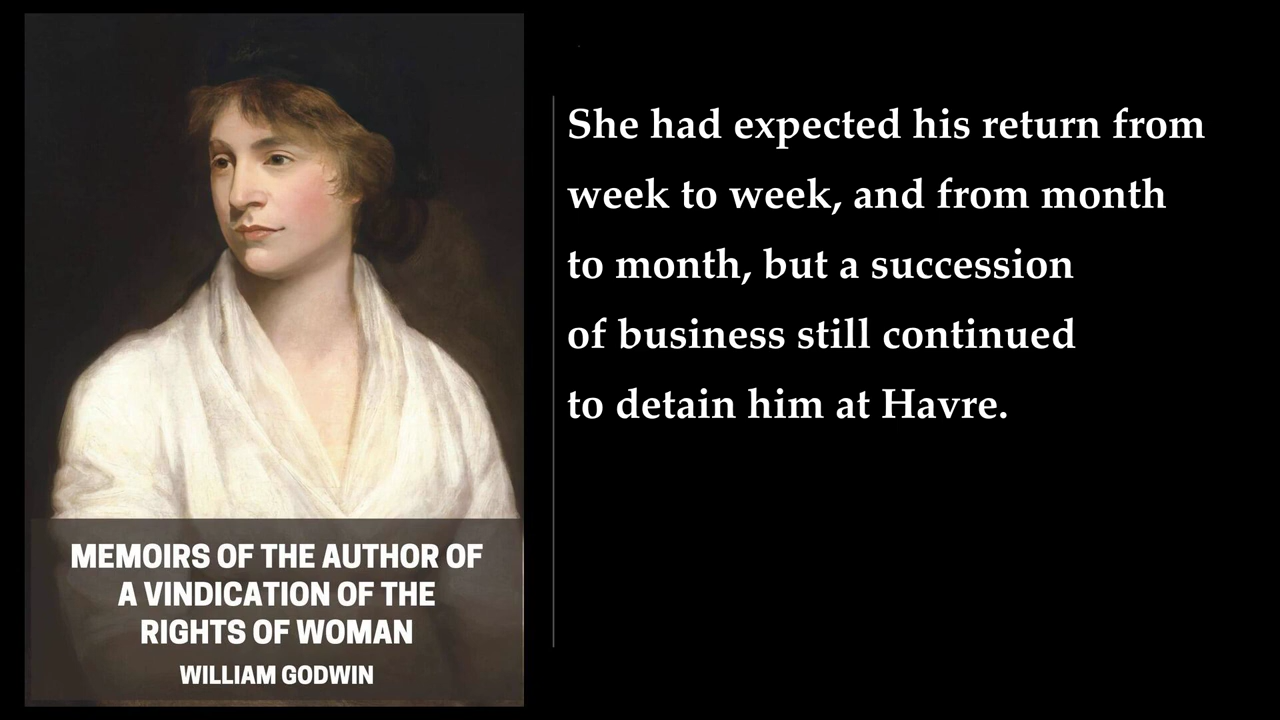 MEMOIRS OF THE AUTHOR OF
A VINDICATION OF THE
RIGHTS OF WOMAN
WILLIAM GODWIN
She had expected his return from
week to week, and from month
to month, but a succession
of business still continued
to detain him at Havre.